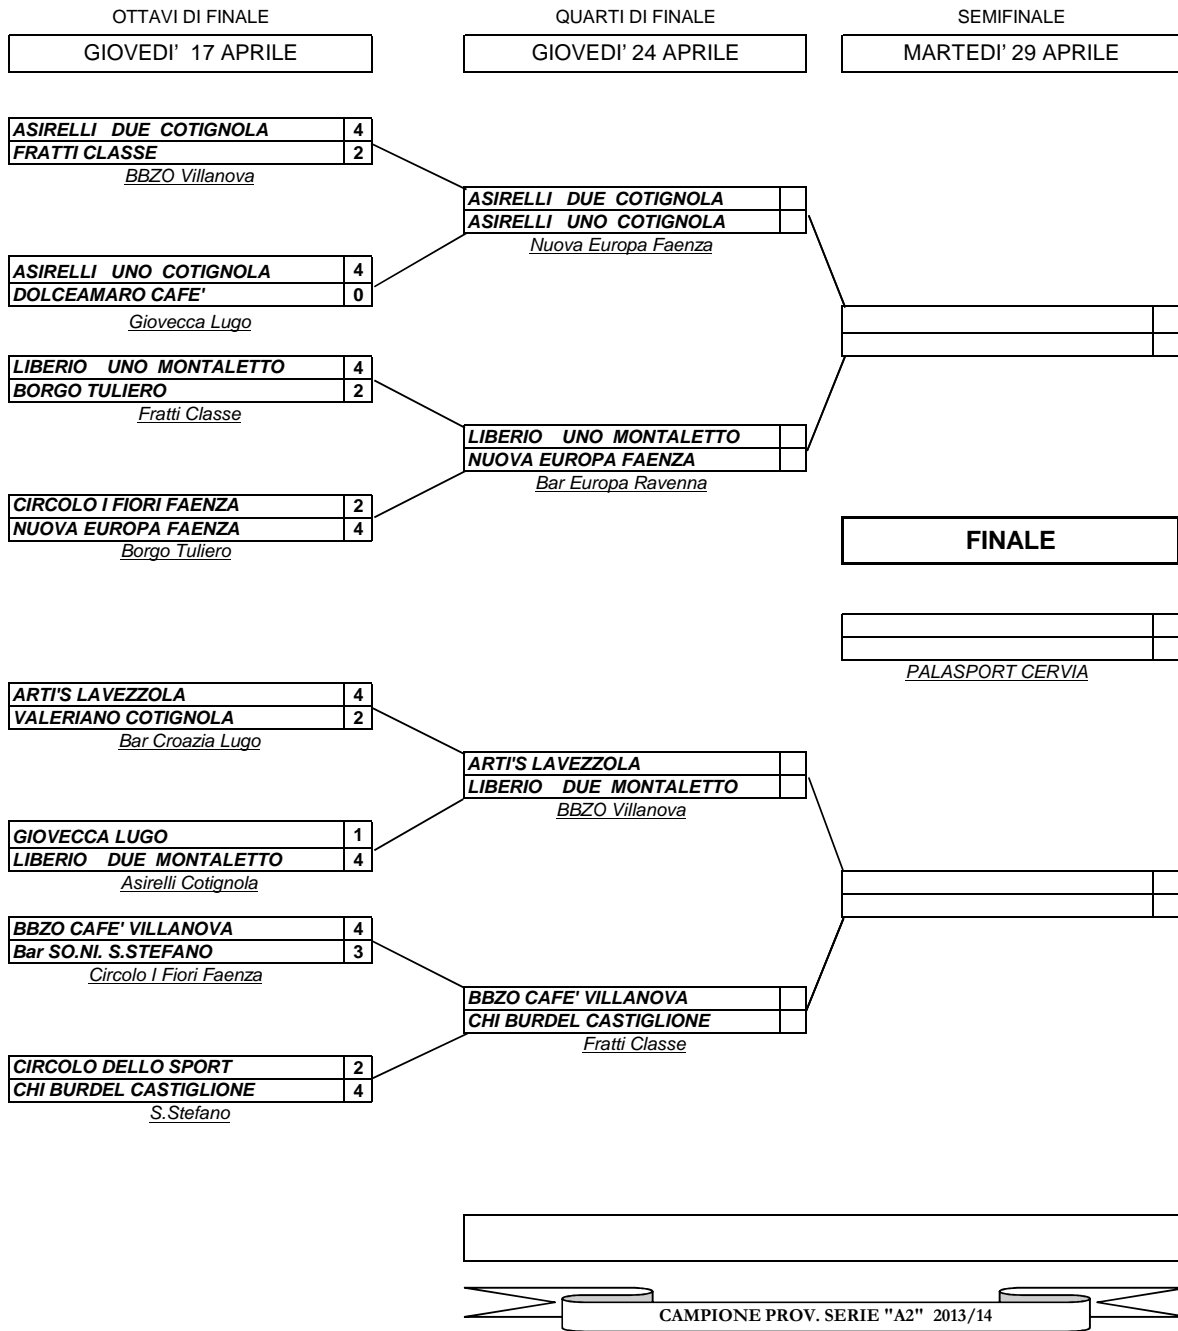 OTTAVI DI FINALE QUARTI DI FINALE SEMIFINALE
GIOVEDI' 17 APRILE GIOVEDI' 24 APRILE MARTEDI' 29 APRILE
ASIRELLI DUE COTIGNOLA 4
FRATTI CLASSE 2
BBZO Villanova
ASIRELLI DUE COTIGNOLA
ASIRELLI UNO COTIGNOLA
Nuova Europa Faenza
ASIRELLI UNO COTIGNOLA 4
DOLCEAMARO CAFE' 0
Giovecca Lugo
LIBERIO UNO MONTALETTO 4
BORGO TULIERO 2
Fratti Classe
LIBERIO UNO MONTALETTO
NUOVA EUROPA FAENZA
Bar Europa Ravenna
CIRCOLO I FIORI FAENZA 2
NUOVA EUROPA FAENZA 4
Borgo Tuliero
FINALE
PALASPORT CERVIA
ARTI'S LAVEZZOLA 4
VALERIANO COTIGNOLA 2
Bar Croazia Lugo
ARTI'S LAVEZZOLA
LIBERIO DUE MONTALETTO
BBZO Villanova
GIOVECCA LUGO 1
LIBERIO DUE MONTALETTO 4
Asirelli Cotignola
BBZO CAFE' VILLANOVA 4
Bar SO.NI. S.STEFANO 3
Circolo I Fiori Faenza
BBZO CAFE' VILLANOVA
CHI BURDEL CASTIGLIONE
Fratti Classe
CIRCOLO DELLO SPORT 2
CHI BURDEL CASTIGLIONE 4
S.Stefano
CAMPIONE PROV. SERIE "A2" 2013/14